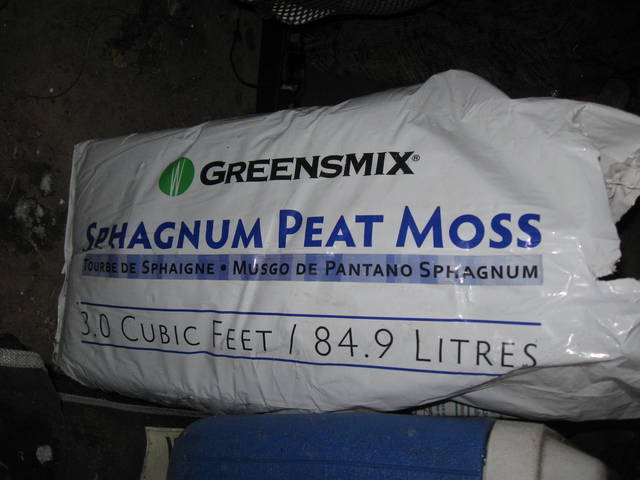 GREENSMIX®
SPHAGNUM PEAT MOSS
TOURBE DE SPHAIGNE • MUSGO DE PANTANO SPHAGNUM
3.0 CUBIC FEET / 84.9 LITRES